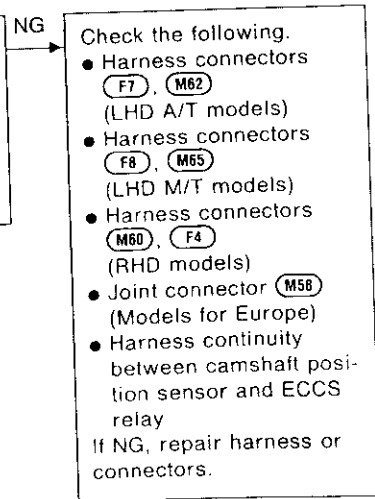 NG
Check the following.
● Harness connectors
F7, M62
(LHD A/T models)
● Harness connectors
F8, M65
(LHD M/T models)
● Harness connectors
M60, F4
(RHD models)
● Joint connector M58
(Models for Europe)
● Harness continuity
between camshaft posi-
tion sensor and ECCS
relay
If NG, repair harness or
connectors.